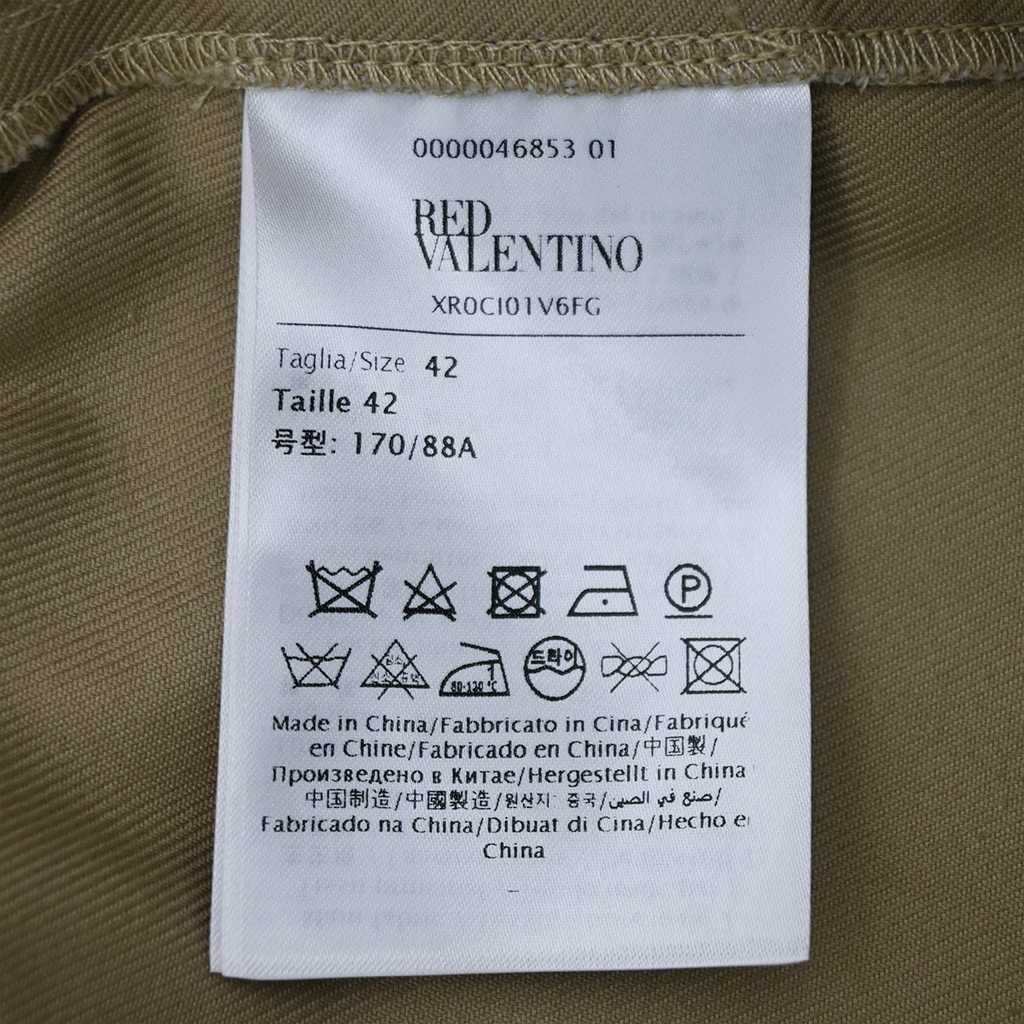 0000046853 01
RED
VALENTINO
XR0CI01V6FG
Taglia/Size 42
Taille 42
号型: 170/88A
P
80-120 °C
드라이
Made in China/Fabbricato in Cina/Fabriqué
en Chine/Fabricado en China/中国製/
Произведено в Китае/Hergestellt in China
中国制造/中國製造/원산지: 중국/صنع في الصين/
Fabricado na China/Dibuat di Cina/Hecho e
China